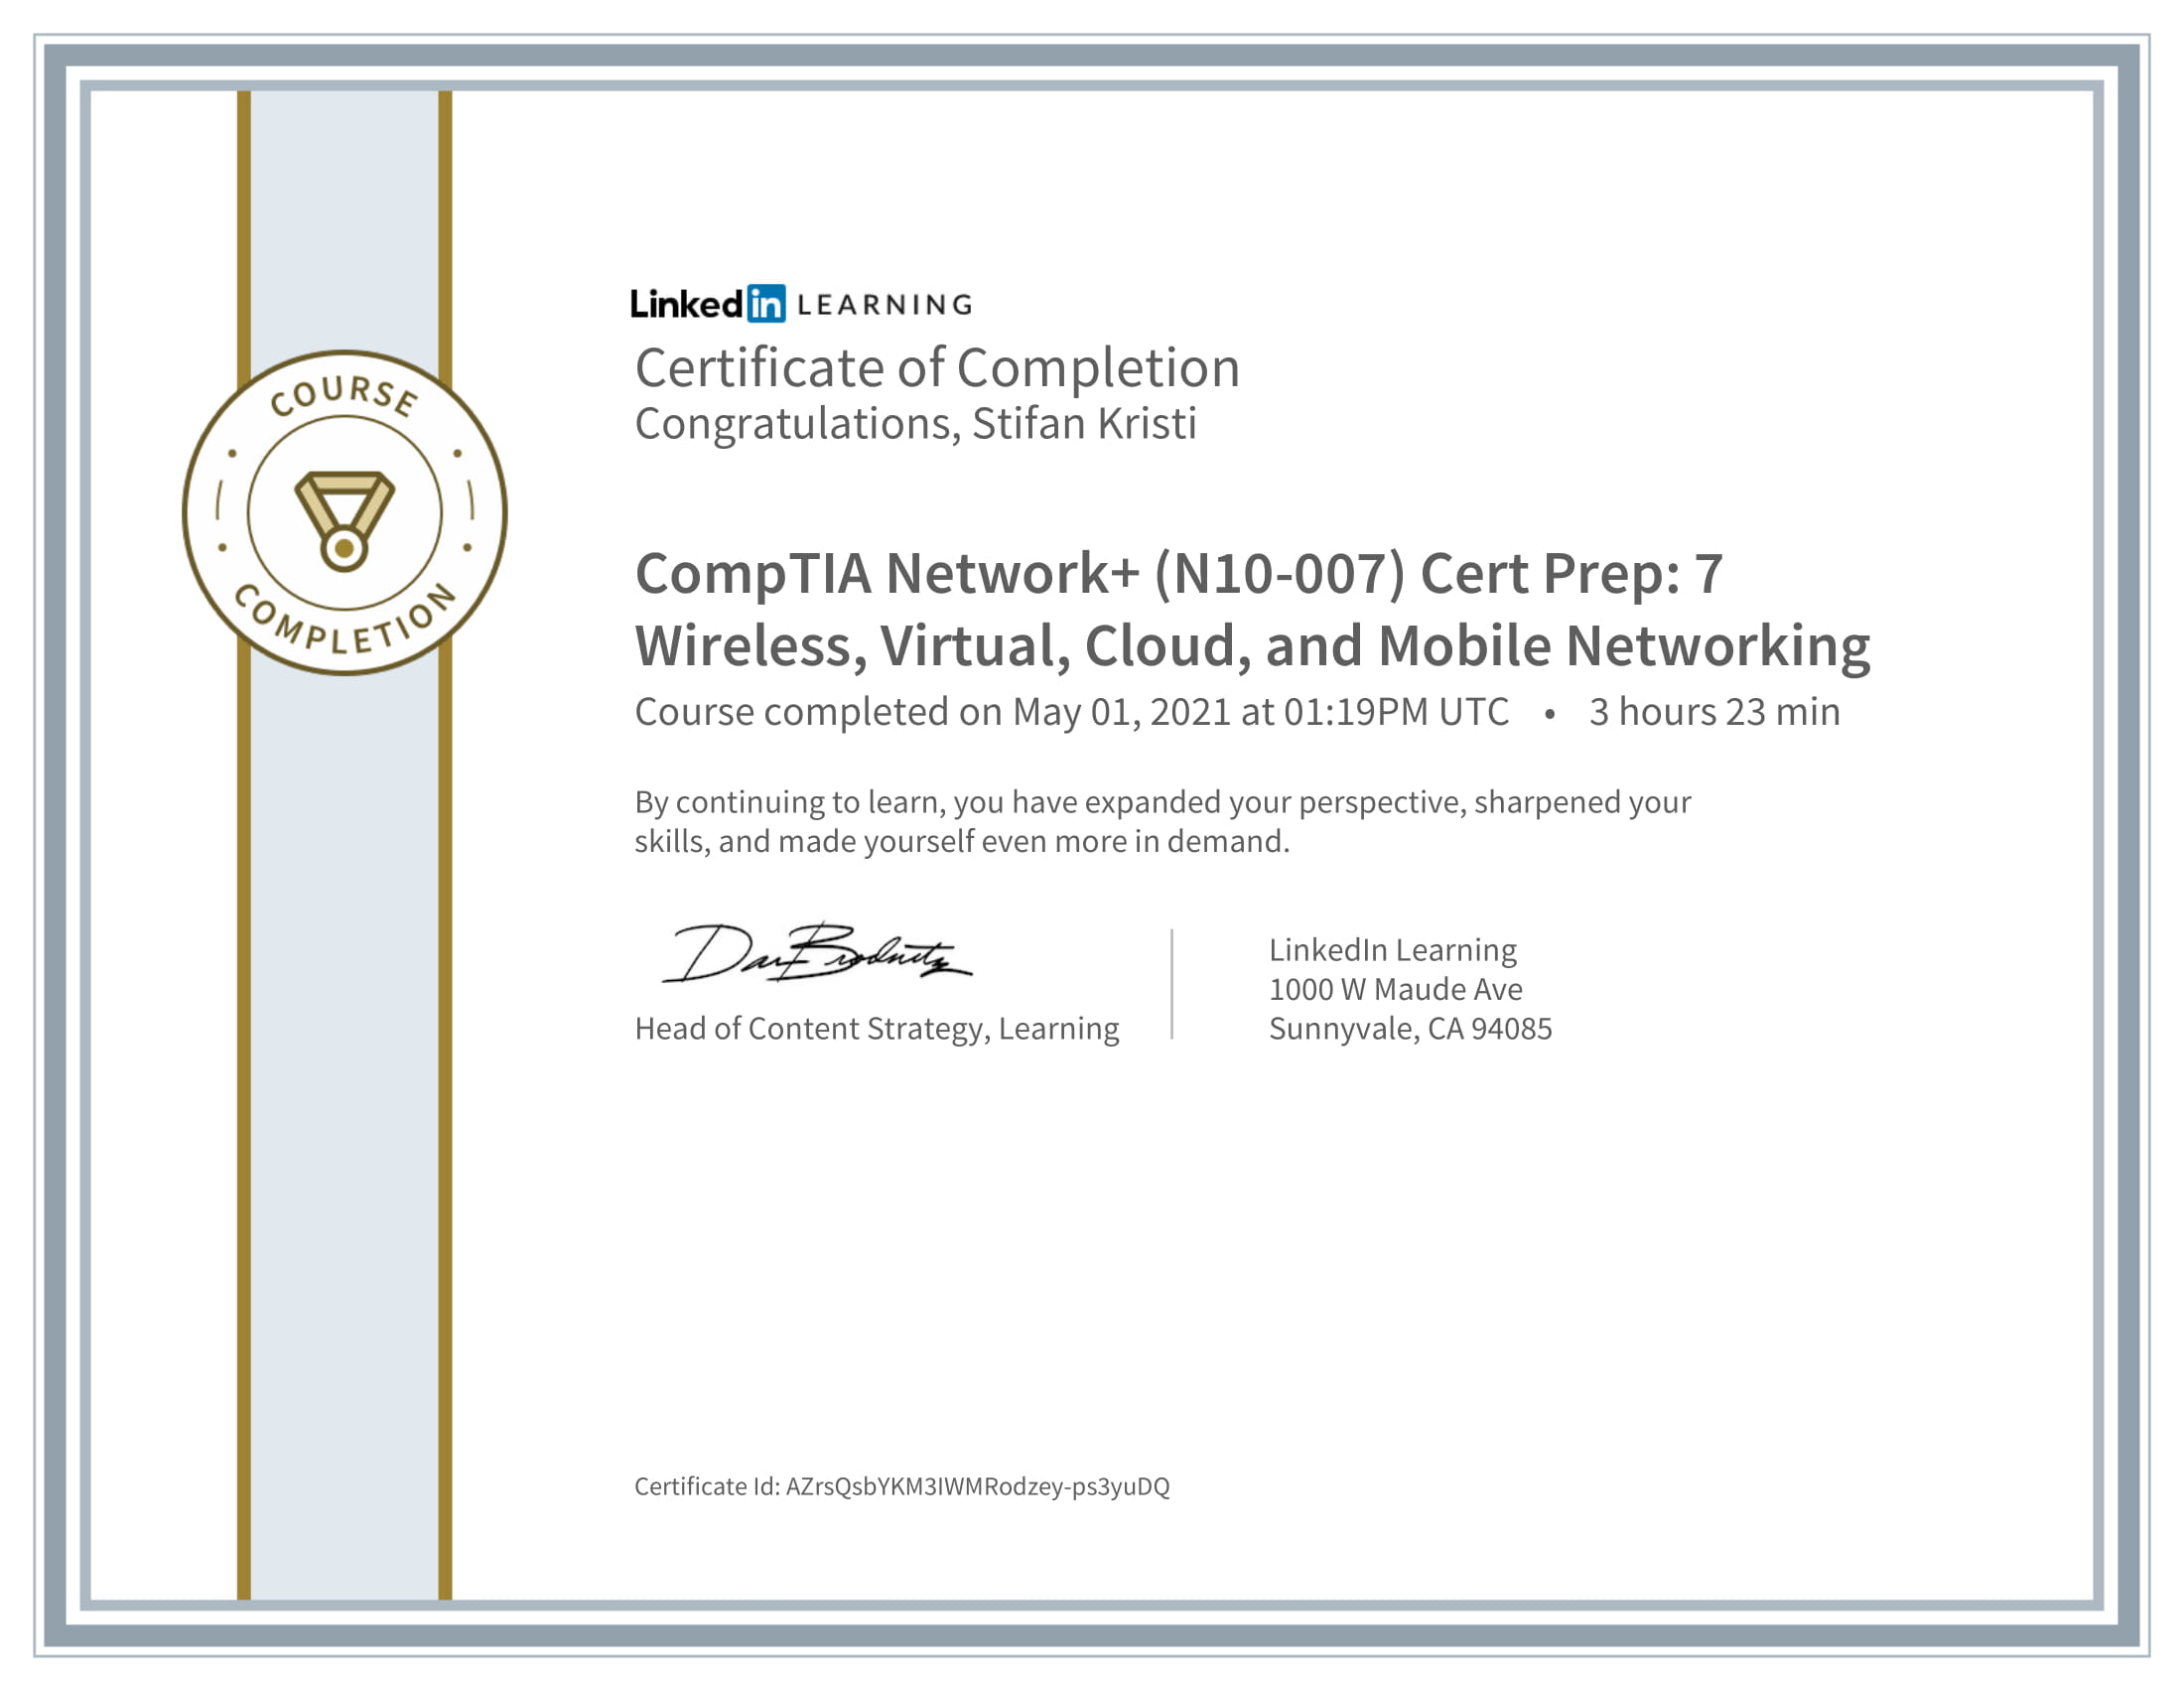 Linked in LEARNING
Certificate of Completion
Congratulations, Stifan Kristi
COURSE
COMPLETION
CompTIA Network+ (N10-007) Cert Prep: 7
Wireless, Virtual, Cloud, and Mobile Networking
Course completed on May 01, 2021 at 01:19PM UTC • 3 hours 23 min
By continuing to learn, you have expanded your perspective, sharpened your
skills, and made yourself even more in demand.
Head of Content Strategy, Learning
LinkedIn Learning
1000 W Maude Ave
Sunnyvale, CA 94085
Certificate Id: AZrsQsbYKM3IWMRodzey-ps3yuDQ